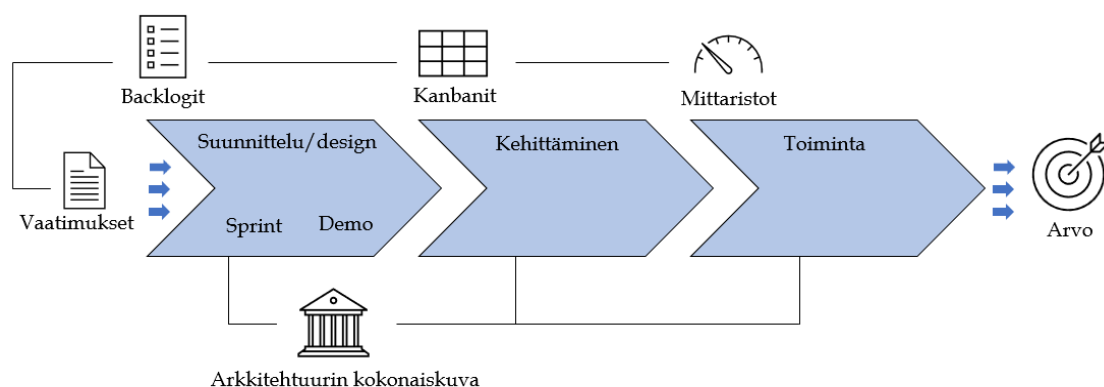 Backlogit
Kanbanit
Mittaristot
Suunnittelu/design
Kehittäminen
Toiminta
Vaatimukset
Sprint
Demo
Arvo
Arkkitehtuurin kokonaiskuva